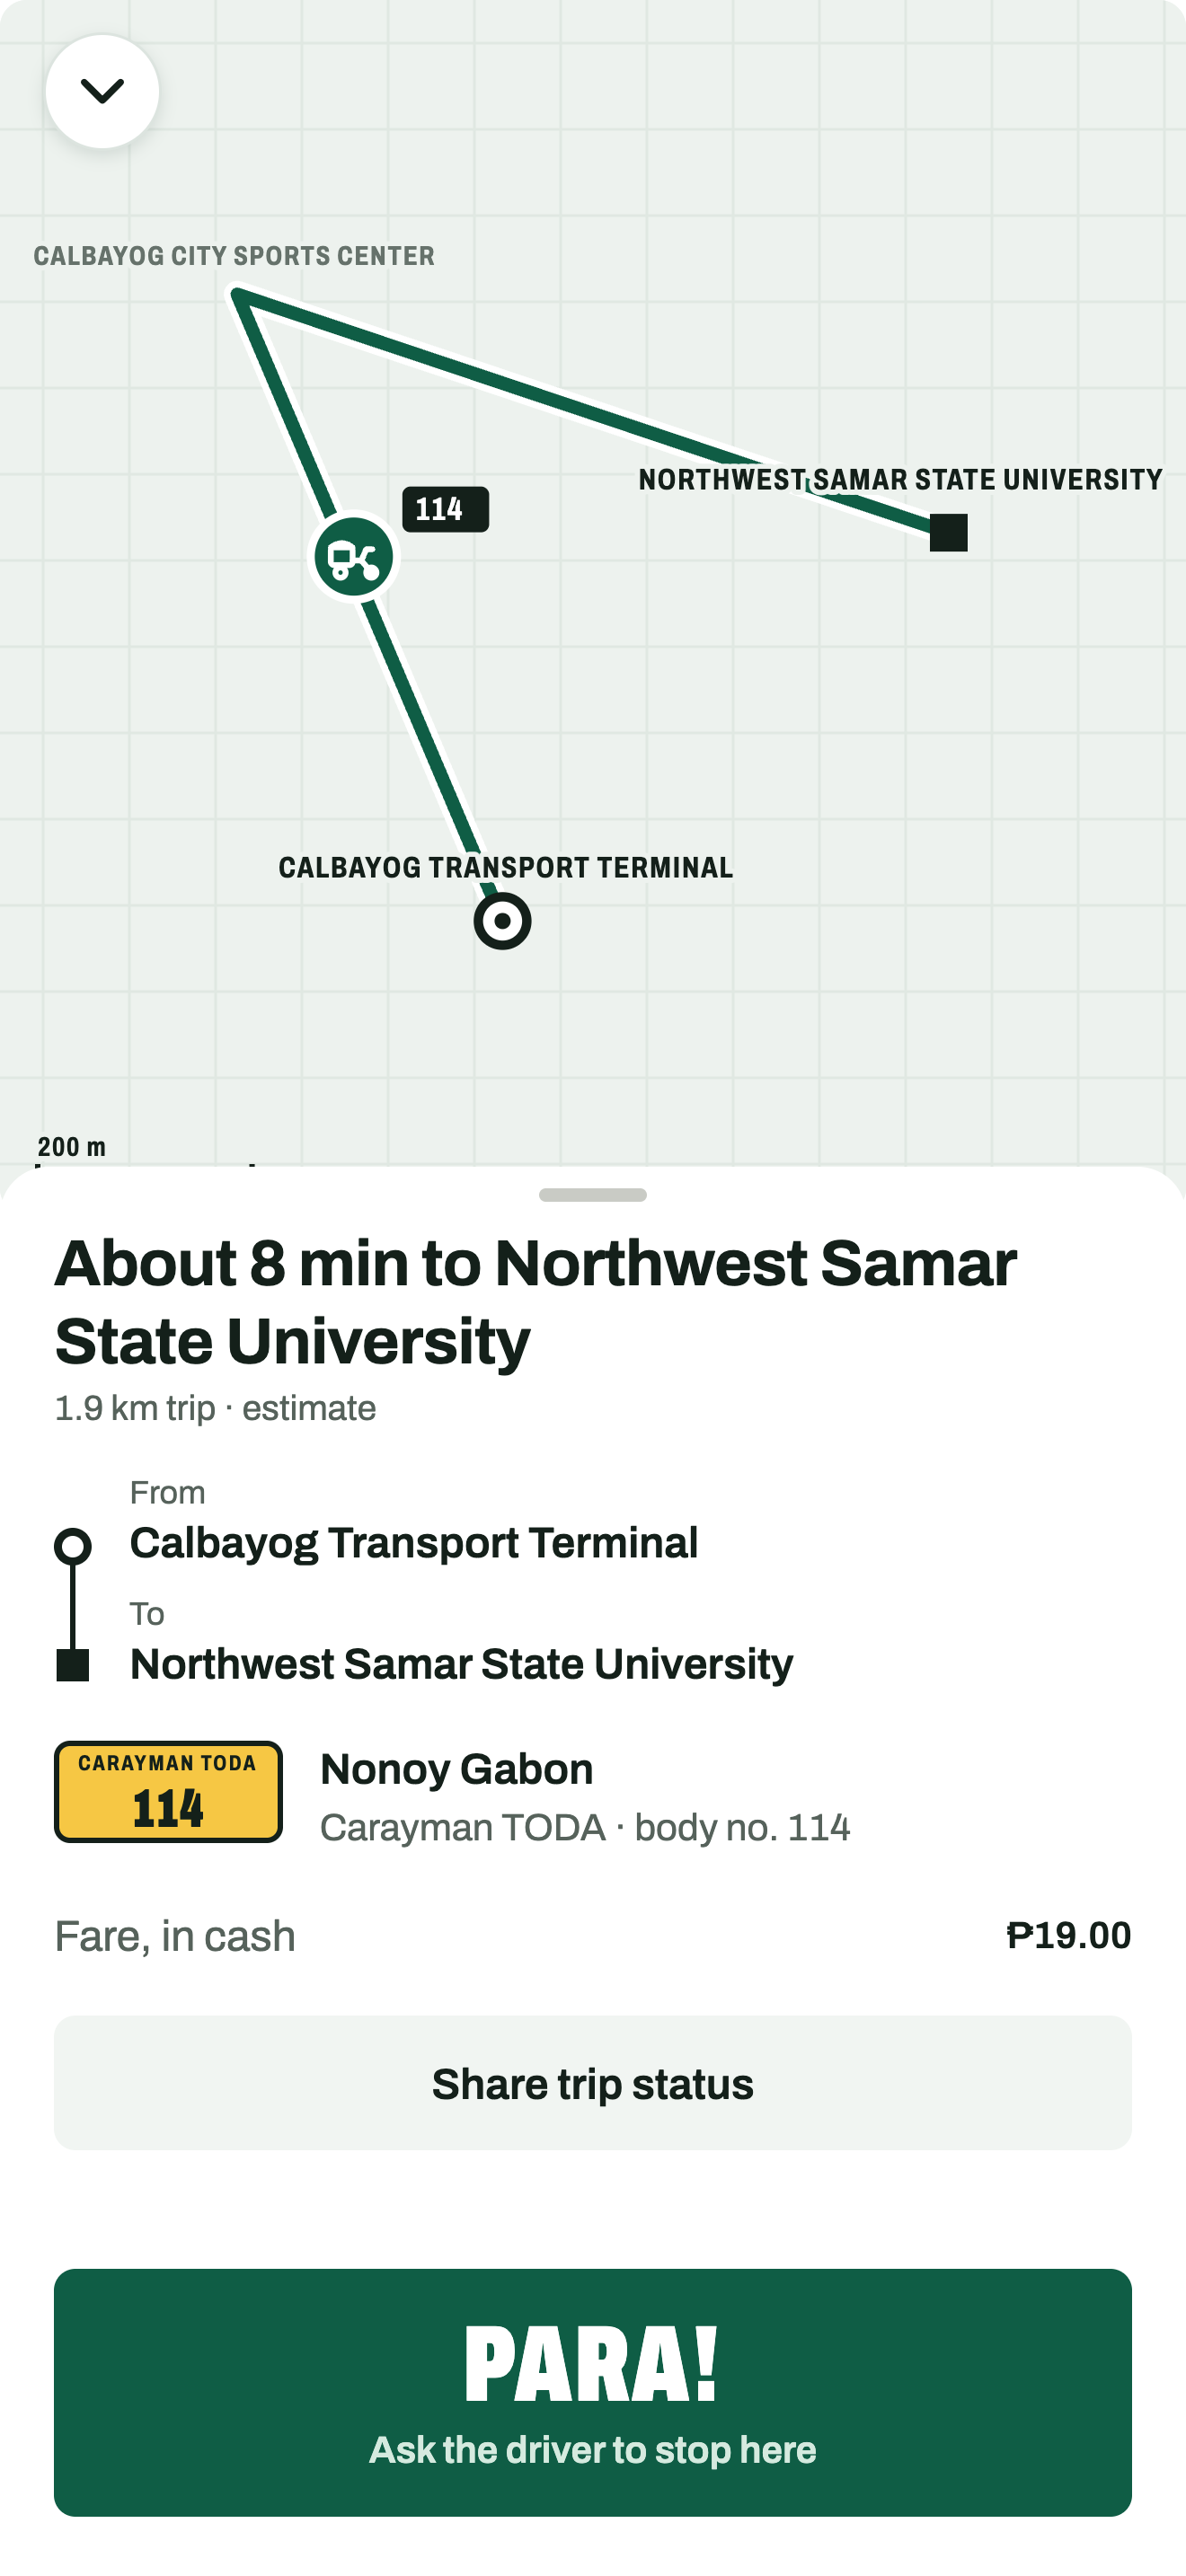 CALBAYOG CITY SPORTS CENTER
NORTHWEST SAMAR STATE UNIVERSITY
114
CALBAYOG TRANSPORT TERMINAL
200 m
About 8 min to Northwest Samar
State University
1.9 km trip · estimate
From
Calbayog Transport Terminal
To
Northwest Samar State University
CARAYMAN TODA
114
Nonoy Gabon
Carayman TODA · body no. 114
Fare, in cash
₱19.00
Share trip status
PARA!
Ask the driver to stop here